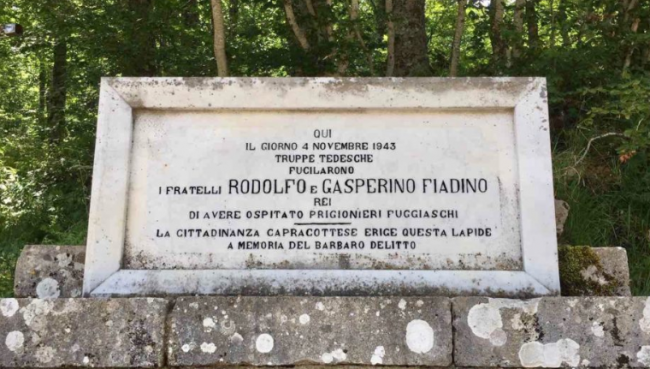 QUI
IL GIORNO 4 NOVEMBRE 1943
TRUPPE TEDESCHE
FUCILARONO
I FRATELLI RODOLFO E GASPERINO FIADINO
REI
DI AVERE OSPITATO PRIGIONIERI FUGGIASCHI
LA CITTADINANZA CAPRACOTTESE ERIGE QUESTA LAPIDE
A MEMORIA DEL BARBARO DELITTO